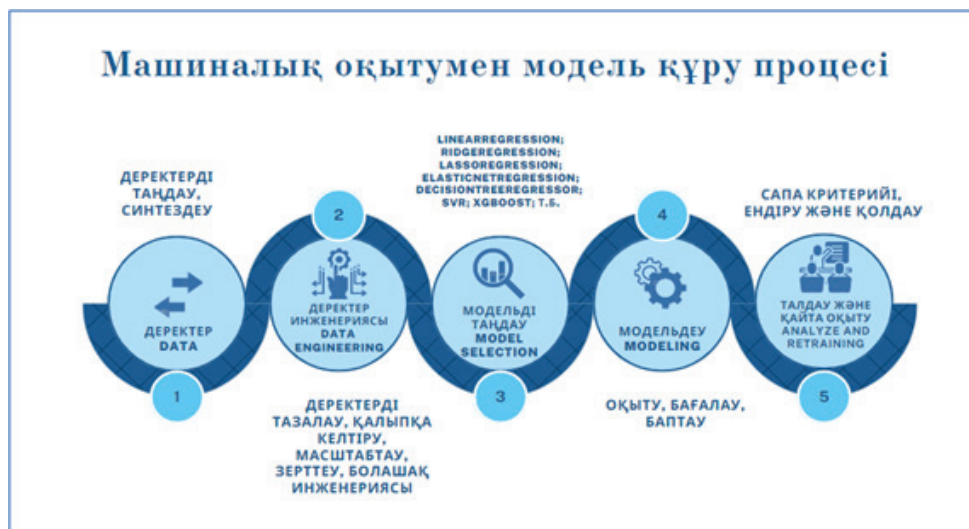 Машиналық оқытумен модель құру процесі
ДЕРЕКТЕРДІ
ТАҢДАУ,
СИНТЕЗДЕУ
ДЕРЕКТЕР
DATA
1
2
ДЕРЕКТЕР
ИНЖЕНЕРИЯСЫ
DATA
ENGINEERING
ДЕРЕКТЕРДІ
ТАЗАЛАУ, ҚАЛЫПҚА
КЕЛТІРУ,
МАСШТАБТАУ,
ЗЕРТТЕУ, БОЛАШАҚ
ИНЖЕНЕРИЯСЫ
LINEARREGRESSION;
RIDGEREGRESSION;
LASSOREGRESSION;
ELASTICNETREGRESSION;
DECISIONTREEREGRESSOR;
SVR; XGBOOST; Т.Б.
МОДЕЛЬДІ
ТАҢДАУ
MODEL
SELECTION
3
4
МОДЕЛЬДЕУ
MODELING
ОҚЫТУ, БАҒАЛАУ,
БАПТАУ
САПА КРИТЕРИЙІ,
ЕНДІРУ ЖӘНЕ ҚОЛДАУ
ТАЛДАУ ЖӘНЕ
ҚАЙТА ОҚЫТУ
ANALYZE AND
RETRAINING
5